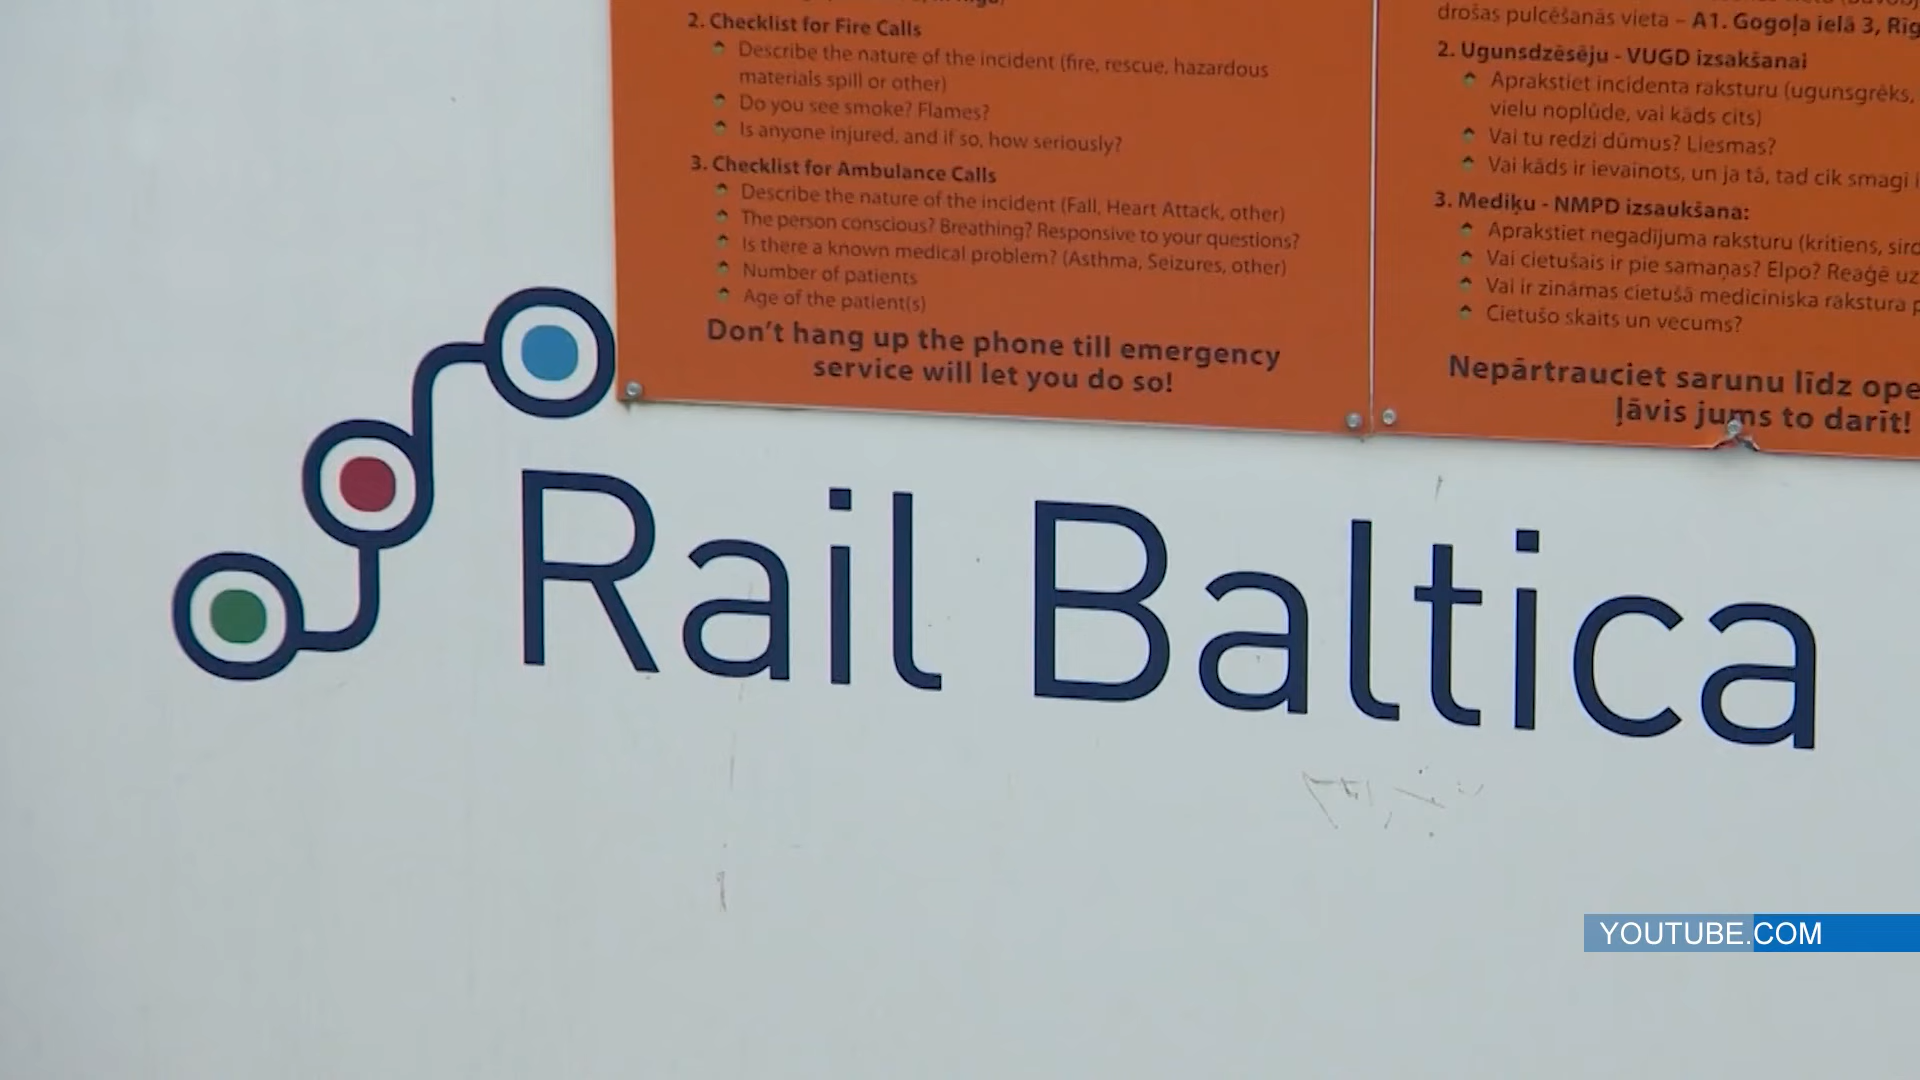 2. Checklist for Fire Calls
Describe the nature of the incident (fire, rescue, hazardous
materials spill or other)
Do you see smoke? Flames?
Is anyone injured, and if so, how seriously?
3. Checklist for Ambulance Calls
Describe the nature of the incident (Fall, Heart Attack, other)
The person conscious? Breathing? Responsive to your questions?
Is there a known medical problem? (Asthma, Seizures, other)
Number of patients
Age of the patient(s)
Don't hang up the phone till emergency
service will let you do so!
drošas pulcēšanās vieta – A1. Gogoļa ielā 3, Rīg
2. Ugunsdzēsēju - VUGD izsakšanai
Aprakstiet incidenta raksturu (ugunsgrēks,
vielu noplūde, vai kāds cits)
Vai tu redzi dūmus? Liesmas?
Vai kāds ir ievainots, un ja tā, tad cik smagi
3. Mediķu - NMPD izsaukšana:
Aprakstiet negadījuma raksturu (kritiens, sird
Vai cietušais ir pie samaņas? Elpo? Reaģē uz
Vai ir zināmas cietušā mediciniska rakstura p
Cietušo skaits un vecums?
Nepārtrauciet sarunu līdz ope
ļāvis jums to darīt!
Rail Baltica
YOUTUBE.COM